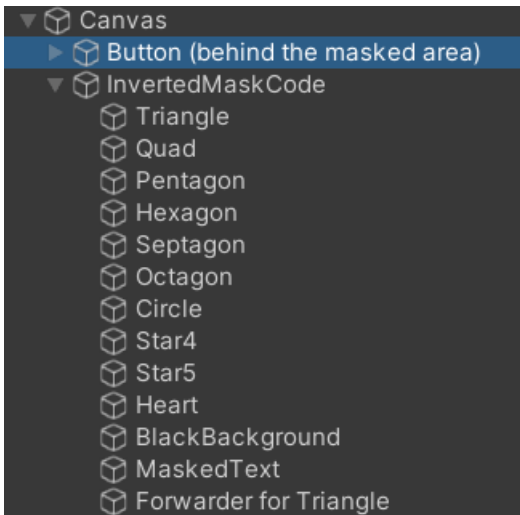 Canvas
Button (behind the masked area)
InvertedMaskCode
Triangle
Quad
Pentagon
Hexagon
Septagon
Octagon
Circle
Star4
Star5
Heart
BlackBackground
MaskedText
Forwarder for Triangle